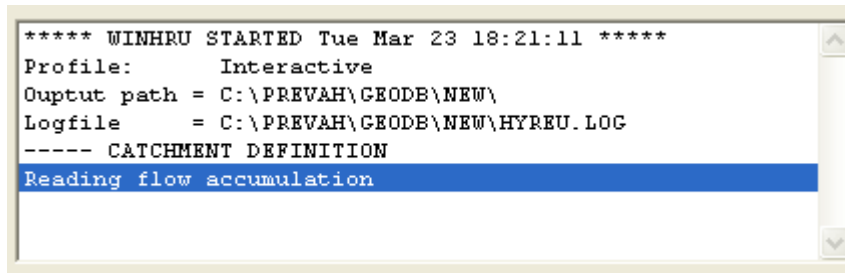 ***** WINHRU STARTED Tue Mar 23 18:21:11 *****
Profile:      Interactive
Ouptut path = C:\PREVAH\GEODB\NEW\
Logfile     = C:\PREVAH\GEODB\NEW\HYREU.LOG
----- CATCHMENT DEFINITION
Reading flow accumulation